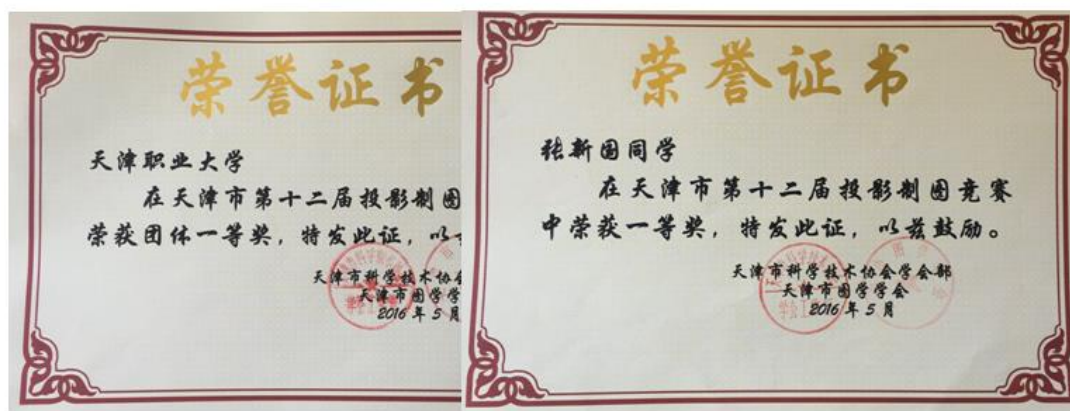 荣誉证书
天津职业大学
在天津市第十二届投影制图
荣获团体一等奖，特发此证，以
天津市科学技术协会
天津市图学学
2016年5月
荣誉证书
张新国同学
在天津市第十二届投影制图竞赛
中荣获一等奖，特发此证，以兹鼓励。
天津市科学技术协会学会部
天津市图学学会
2016年5月